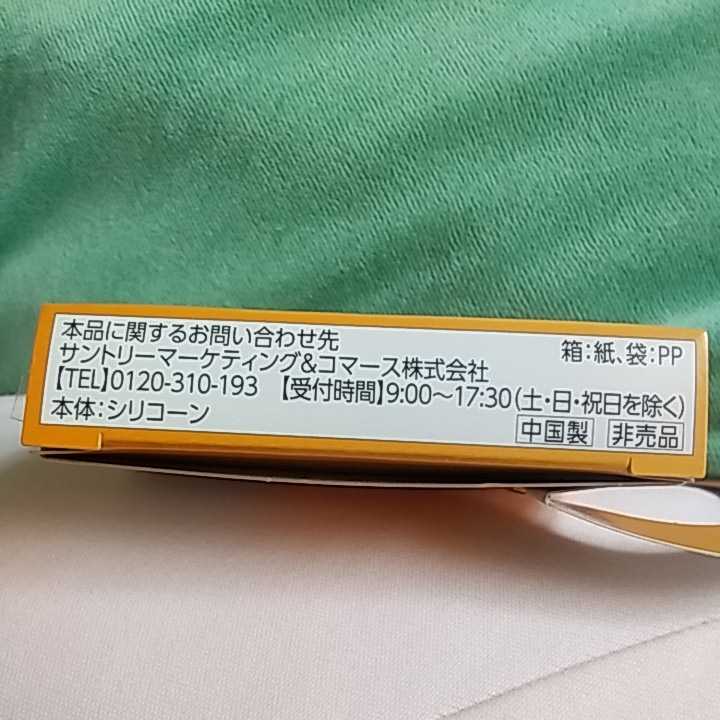 本品に関するお問い合わせ先
箱:紙、袋:PP
サントリーマーケティング&コマース株式会社
【TEL】0120-310-193 【受付時間】9:00～17:30(土・日・祝日を除く)
本体:シリコーン
中国製 非売品